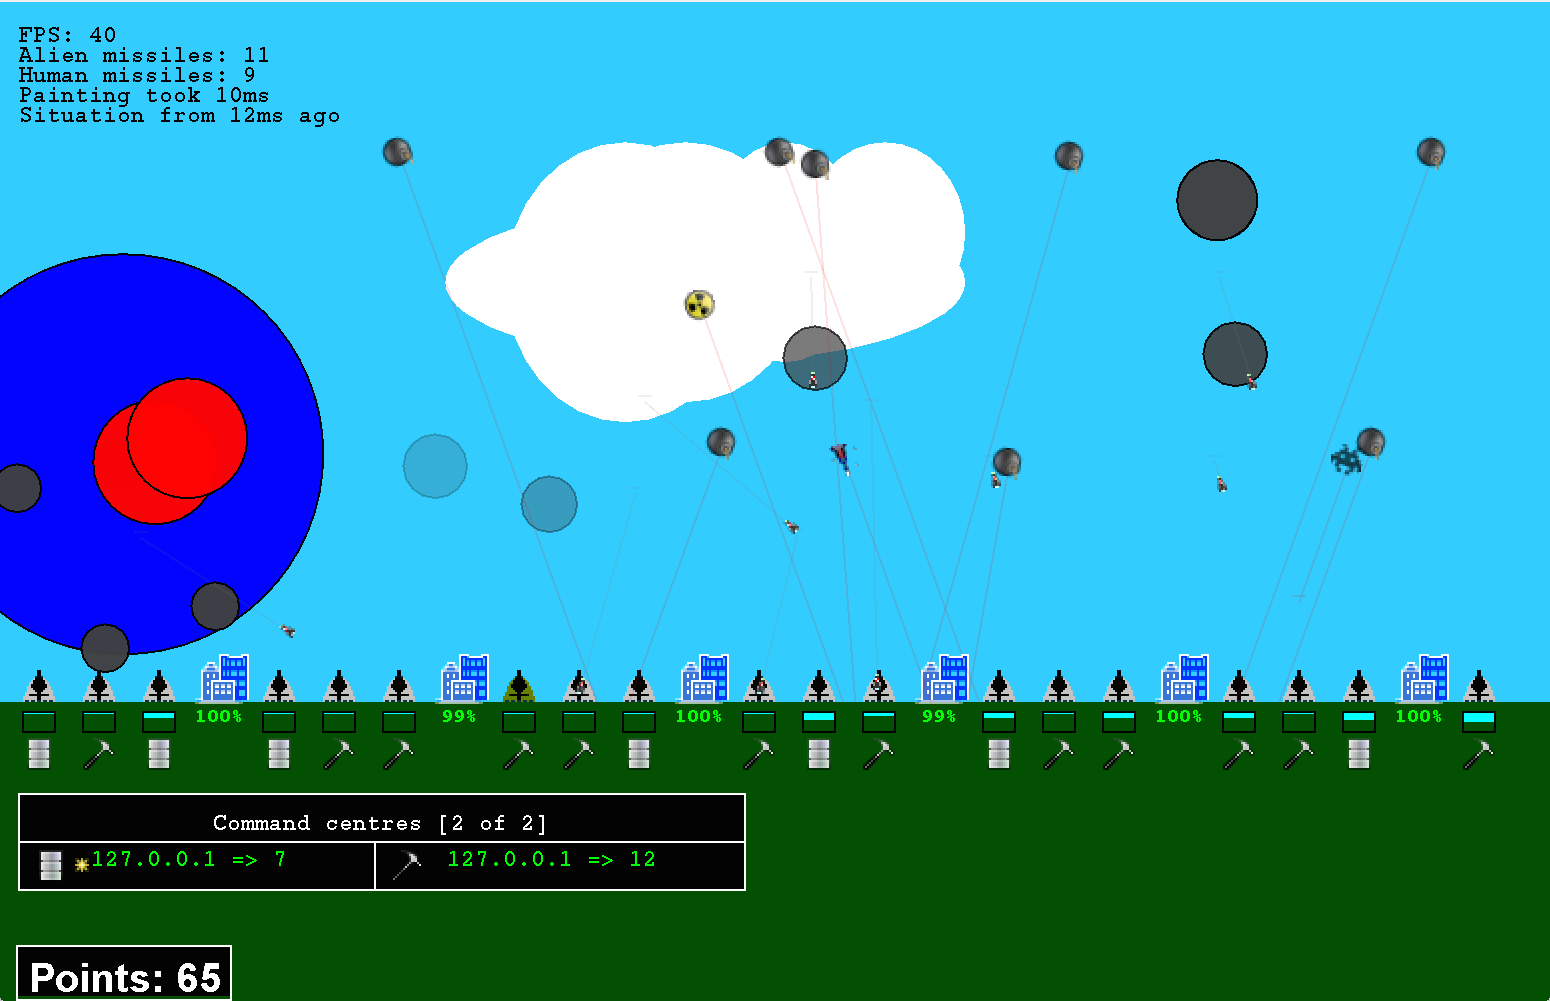 FPS: 40
Alien missiles: 11
Human missiles: 9
Painting took 10ms
Situation from 12ms ago
100% 99% 100% 99% 100% 100%
Command centres [2 of 2]
127.0.0.1 => 7 127.0.0.1 => 12
Points: 65